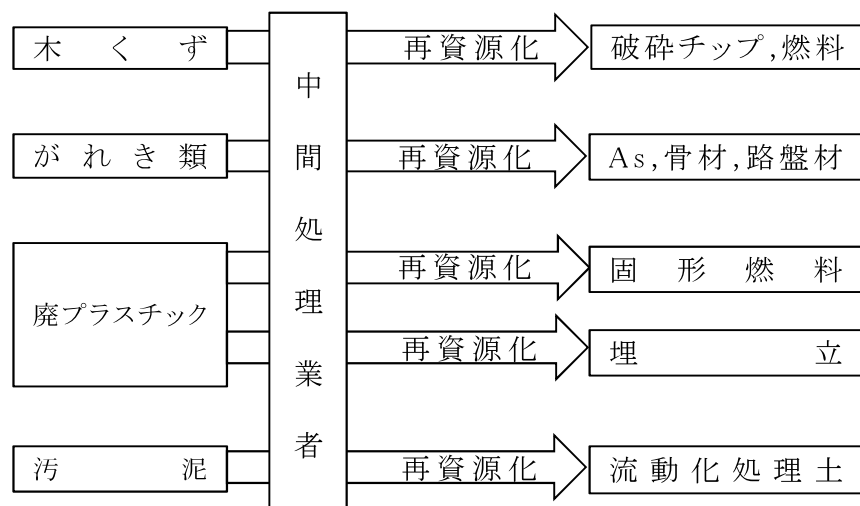 木くず
再資源化
破砕チップ,燃料
がれき類
再資源化
As,骨材,路盤材
廃プラスチック
再資源化
固形燃料
再資源化
埋立
汚泥
再資源化
流動化処理土
中間処理業者